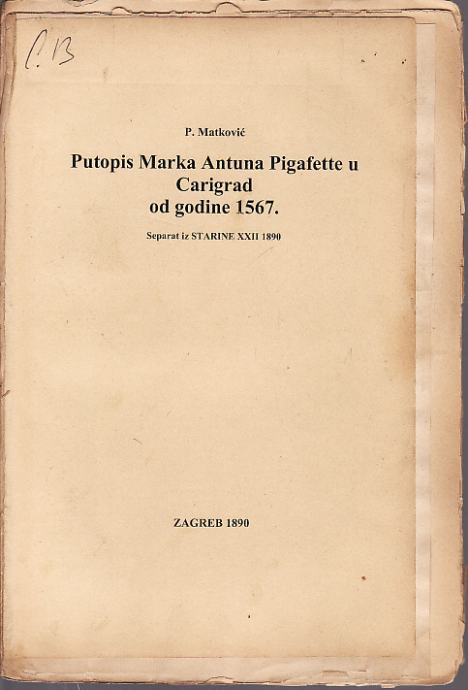 P. Matković
Putopis Marka Antuna Pigafette u
Carigrad
od godine 1567.
Separat iz STARINE XXII 1890
ZAGREB 1890